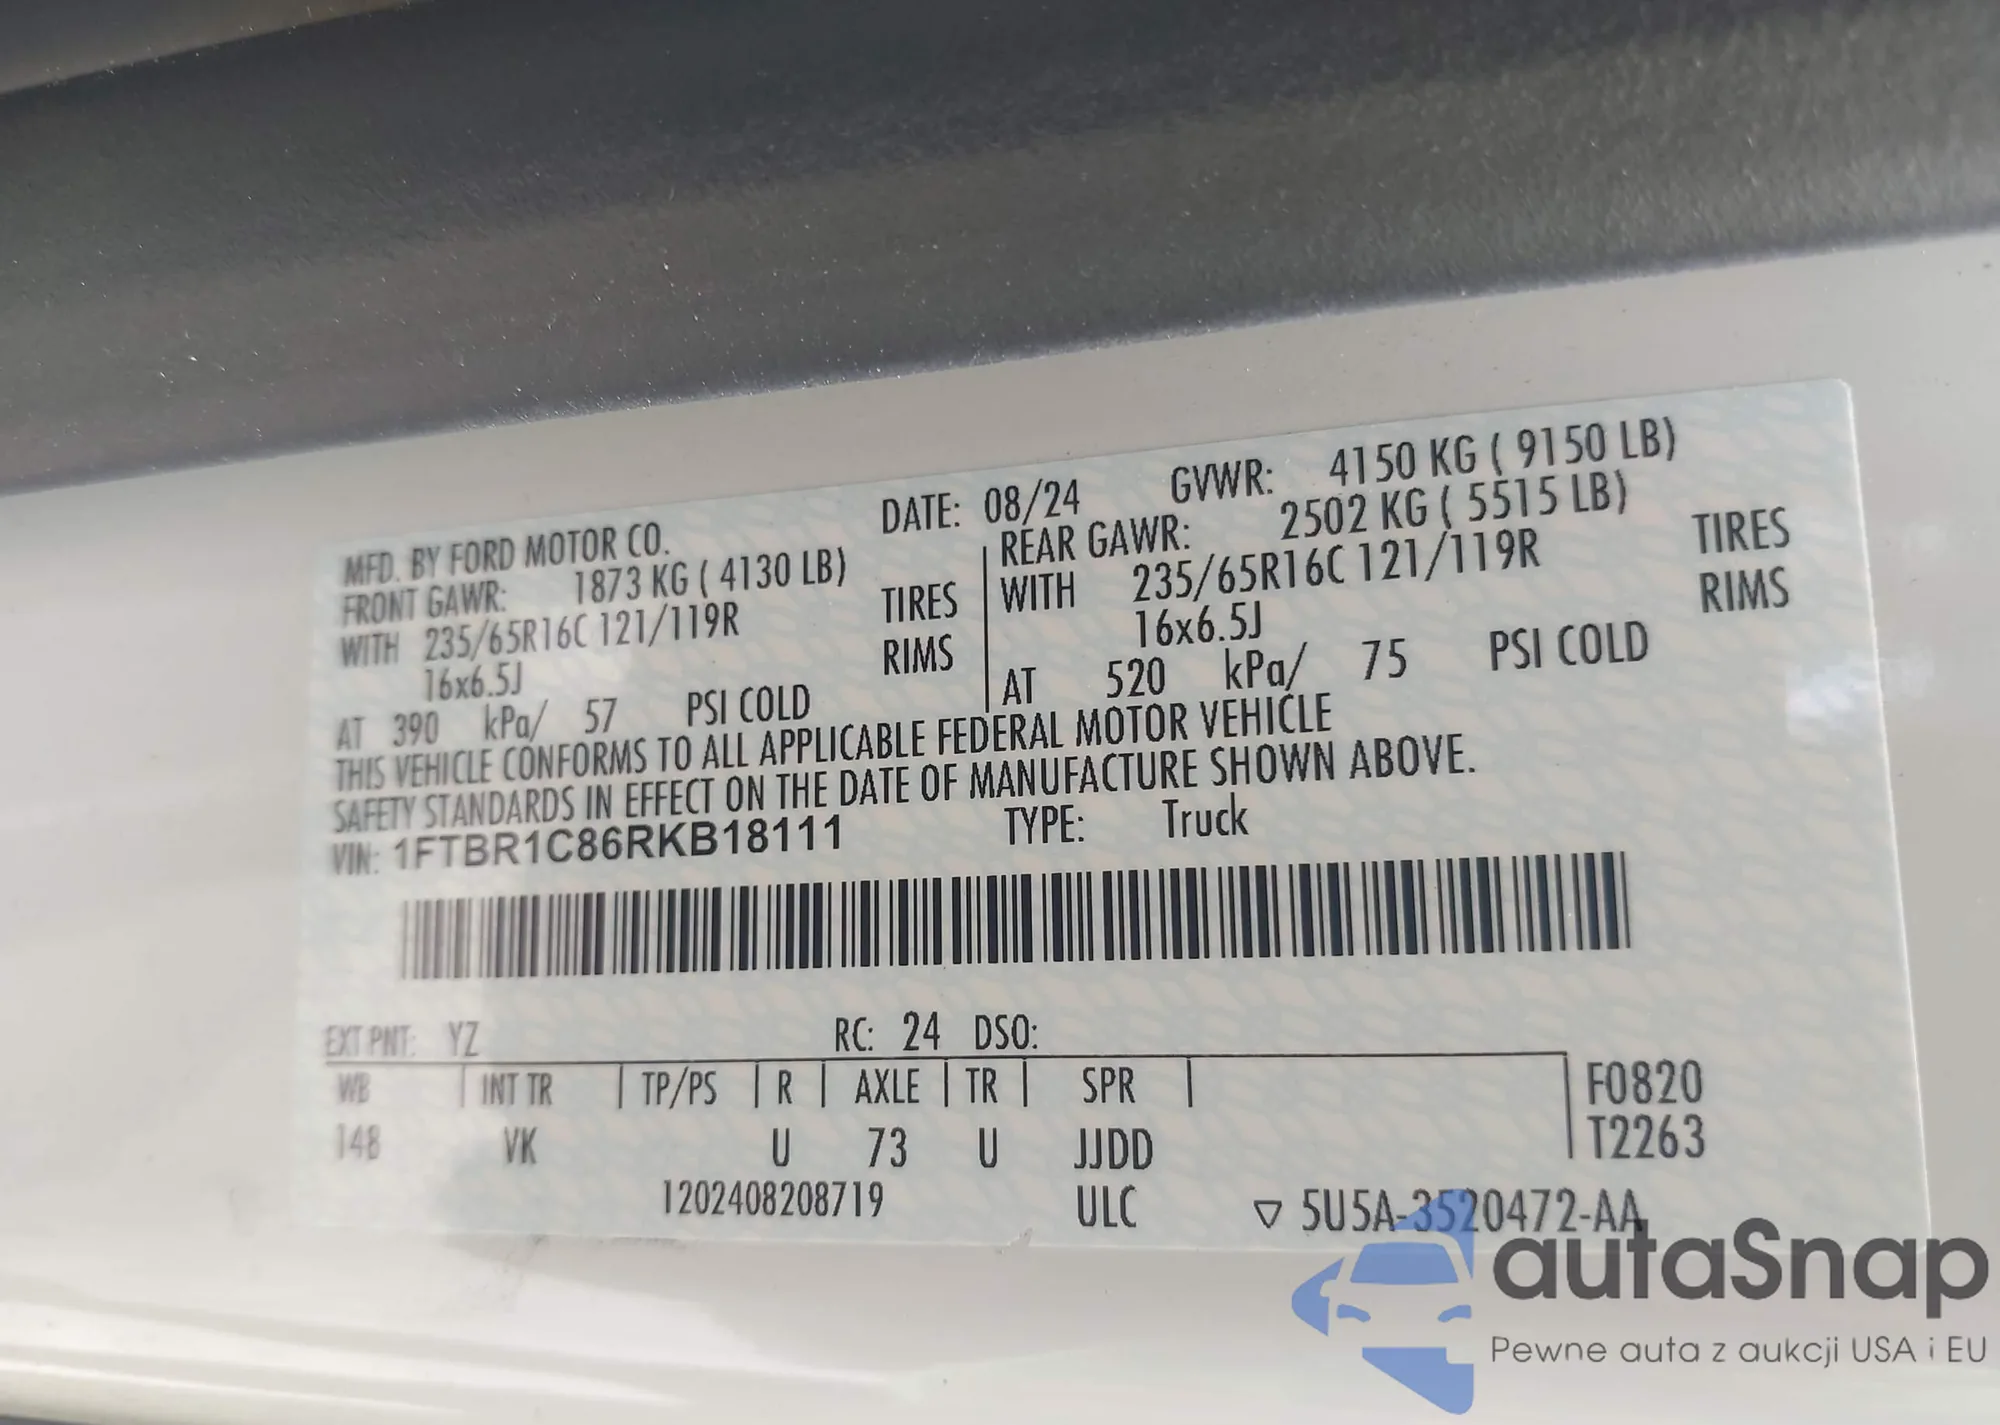 MFD. BY FORD MOTOR CO. DATE: 08/24 GVWR: 4150 KG ( 9150 LB)
FRONT GAWR: 1873 KG ( 4130 LB) REAR GAWR: 2502 KG ( 5515 LB)
WITH 235/65R16C 121/119R TIRES WITH 235/65R16C 121/119R TIRES
16x6.5J RIMS 16x6.5J RIMS
AT 390 kPa/ 57 PSI COLD AT 520 kPa/ 75 PSI COLD
THIS VEHICLE CONFORMS TO ALL APPLICABLE FEDERAL MOTOR VEHICLE
SAFETY STANDARDS IN EFFECT ON THE DATE OF MANUFACTURE SHOWN ABOVE.
VIN: 1FTBR1C86RKB18111 TYPE: Truck
EXT PNT: YZ RC: 24 DSO:
WB INT TR TP/PS R AXLE TR SPR F0820
148 VK U 73 U JJDD T2263
1202408208719 ULC ▽ 5U5A-3520472-AA
autaSnap
Pewne auta z aukcji USA i EU